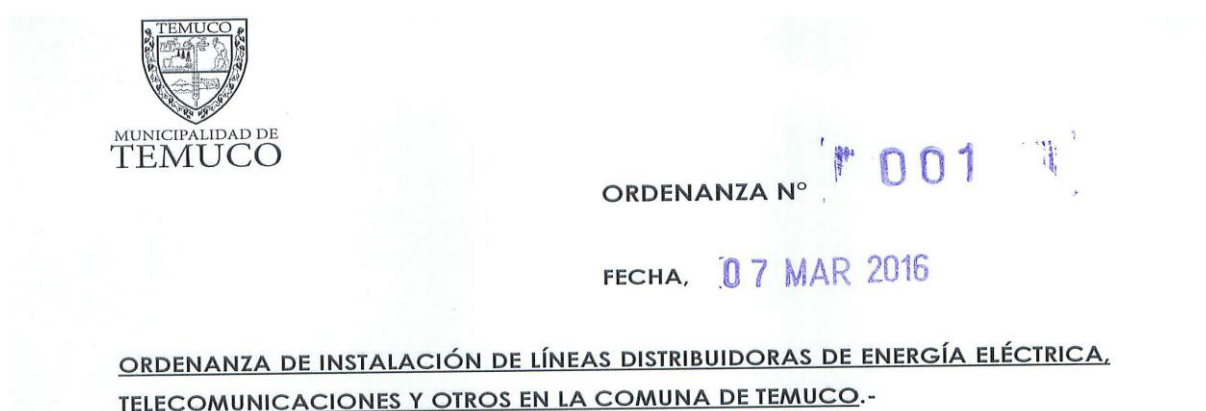 TEMUCO
MUNICIPALIDAD DE
TEMUCO
ORDENANZA N° 001
FECHA, 07 MAR 2016
ORDENANZA DE INSTALACIÓN DE LÍNEAS DISTRIBUIDORAS DE ENERGÍA ELÉCTRICA,
TELECOMUNICACIONES Y OTROS EN LA COMUNA DE TEMUCO.-